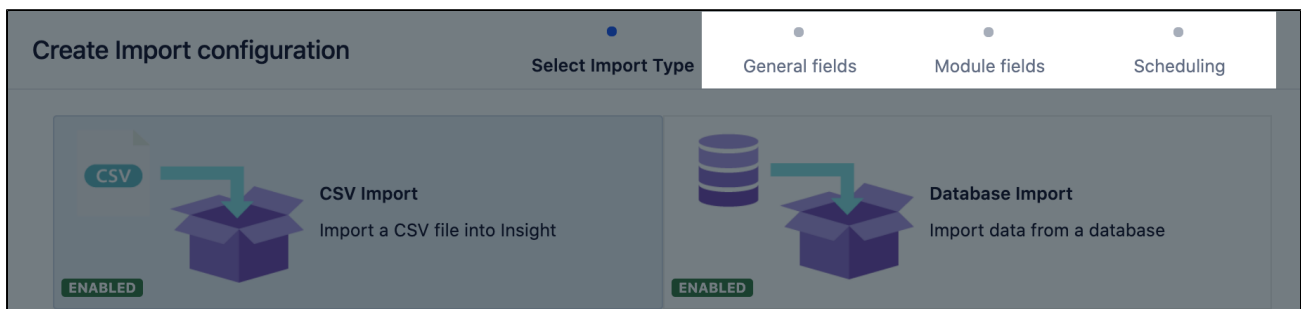 Create Import configuration
Select Import Type
General fields
Module fields
Scheduling
CSV
CSV Import
Import a CSV file into Insight
ENABLED
Database Import
Import data from a database
ENABLED